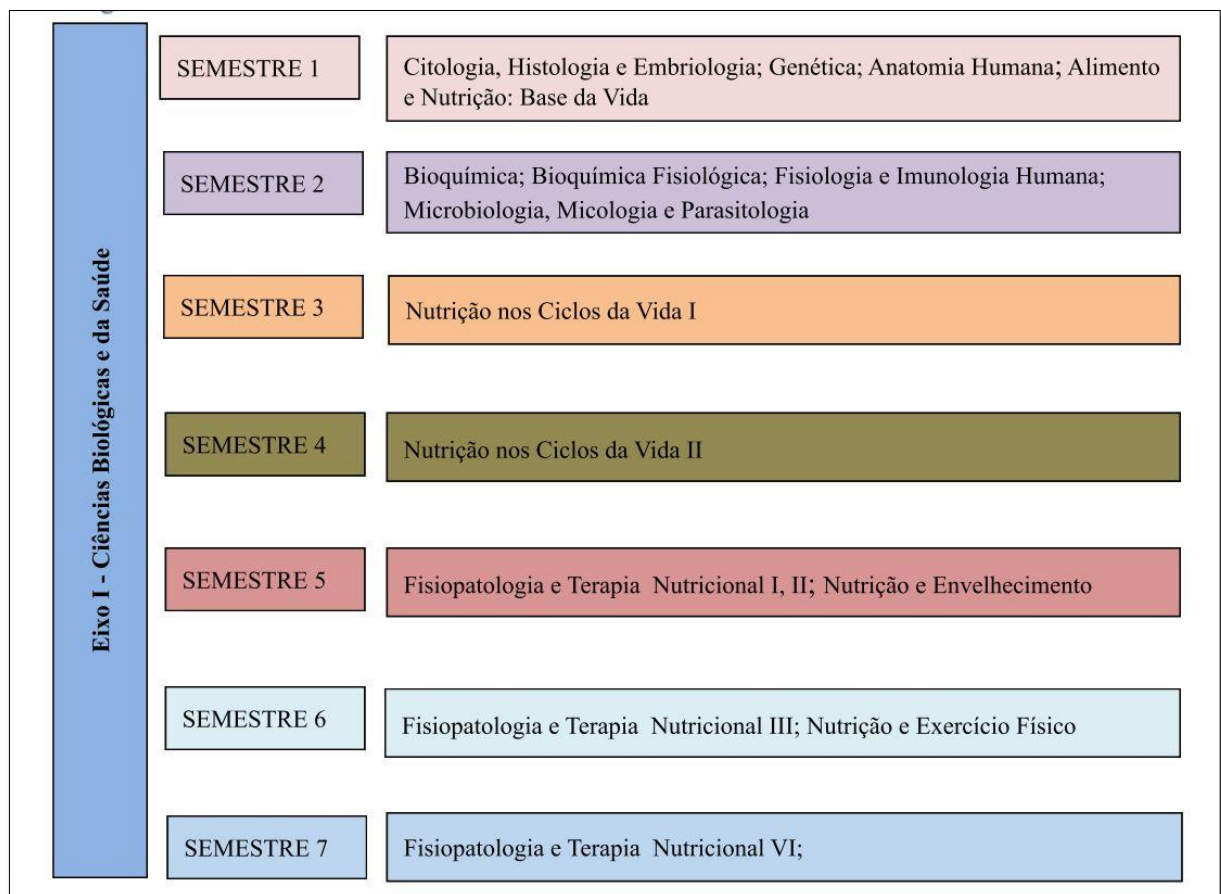 Eixo I - Ciências Biológicas e da Saúde
SEMESTRE 1
Citologia, Histologia e Embriologia; Genética; Anatomia Humana; Alimento
e Nutrição: Base da Vida
SEMESTRE 2
Bioquímica; Bioquímica Fisiológica; Fisiologia e Imunologia Humana;
Microbiologia, Micologia e Parasitologia
SEMESTRE 3
Nutrição nos Ciclos da Vida I
SEMESTRE 4
Nutrição nos Ciclos da Vida II
SEMESTRE 5
Fisiopatologia e Terapia Nutricional I, II; Nutrição e Envelhecimento
SEMESTRE 6
Fisiopatologia e Terapia Nutricional III; Nutrição e Exercício Físico
SEMESTRE 7
Fisiopatologia e Terapia Nutricional VI;